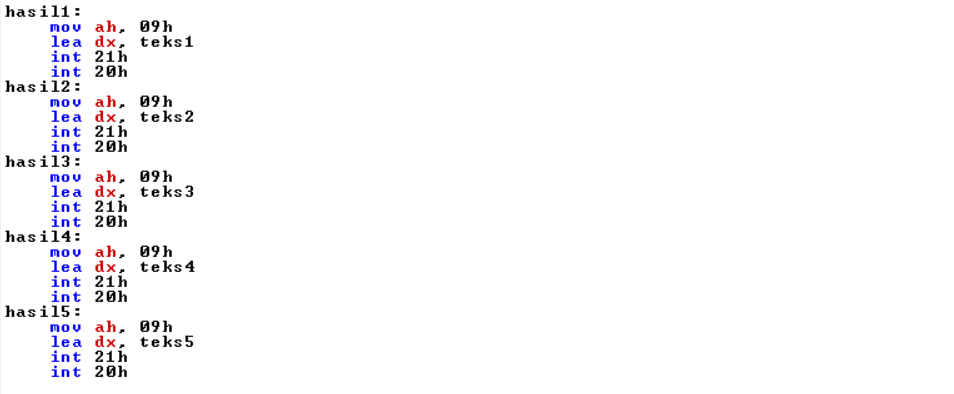 hasil1:
mov ah, 09h
lea dx, teks1
int 21h
int 20h
hasil2:
mov ah, 09h
lea dx, teks2
int 21h
int 20h
hasil3:
mov ah, 09h
lea dx, teks3
int 21h
int 20h
hasil4:
mov ah, 09h
lea dx, teks4
int 21h
int 20h
hasil5:
mov ah, 09h
lea dx, teks5
int 21h
int 20h